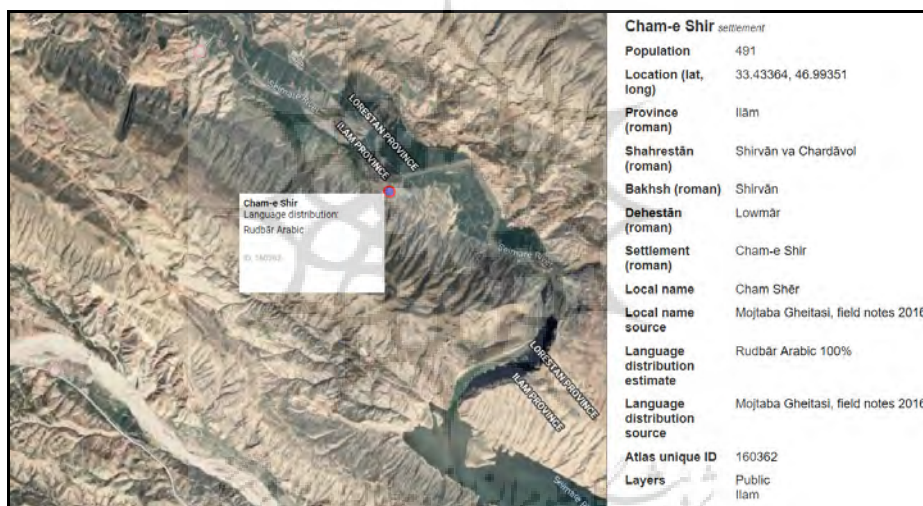 Seimare River
LORESTAN PROVINCE
ILAM PROVINCE
Cham-e Shir
Language distribution:
Rudbār Arabic
ID: 160362
Seimare River
LORESTAN PROVINCE
ILAM PROVINCE
Cham-e Shir settlement
Population 491
Location (lat, 33.43364, 46.99351
long)
Province Ilām
(roman)
Shahrestān Shirvān va Chardāvol
(roman)
Bakhsh (roman) Shirvān
Dehestān Lowmār
(roman)
Settlement Cham-e Shir
(roman)
Local name Cham Shēr
Local name Mojtaba Gheitasi, field notes 2016
source
Language Rudbār Arabic 100%
distribution
estimate
Language Mojtaba Gheitasi, field notes 2016
distribution
source
Atlas unique ID 160362
Layers Public
Ilam